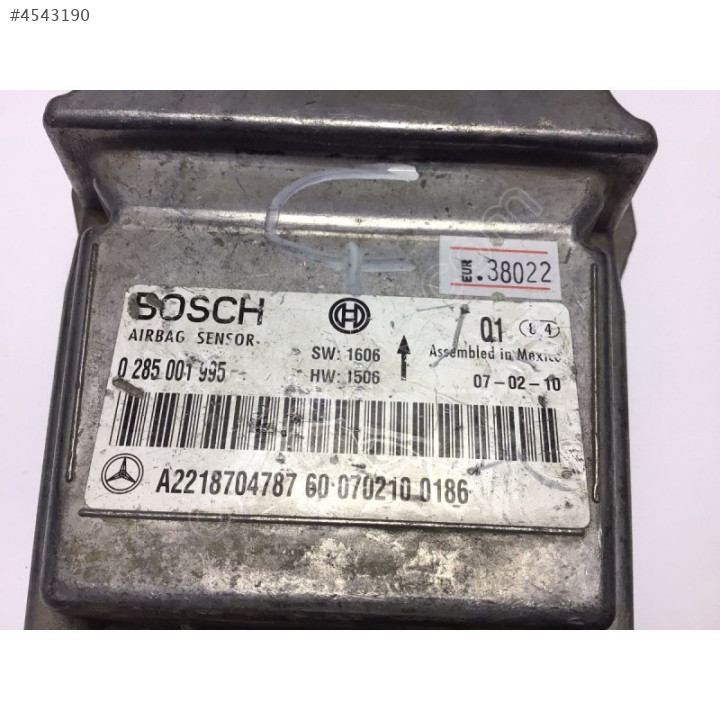 #4543190
EUR .38022
BOSCH
AIRBAG SENSOR
0 285 001 995
SW: 1606
HW: 1506
Q1 84
Assembled in Mexico
07-02-10
A2218704787 60 070210 0186